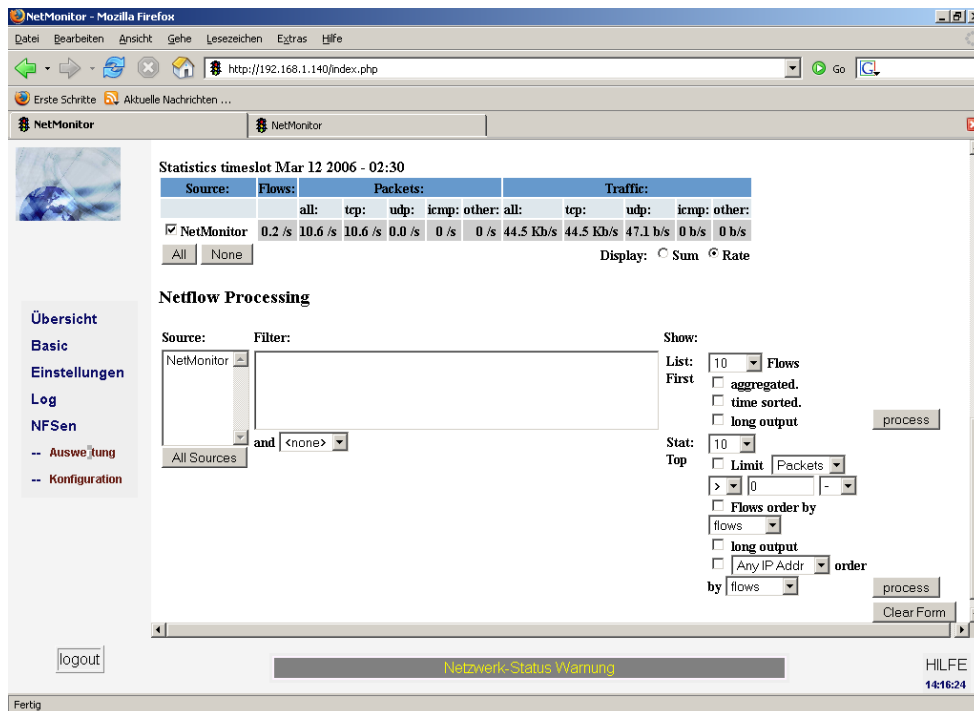 NetMonitor - Mozilla Firefox
Datei Bearbeiten Ansicht Gehe Lesezeichen Extras Hilfe
http://192.168.1.140/index.php Go G
Erste Schritte Aktuelle Nachrichten ...
NetMonitor NetMonitor
Statistics timeslot Mar 12 2006 - 02:30
Source: Flows: Packets: Traffic:
all: tcp: udp: icmp: other: all: tcp: udp: icmp: other:
NetMonitor 0.2 /s 10.6 /s 10.6 /s 0.0 /s 0 /s 0 /s 44.5 Kb/s 44.5 Kb/s 47.1 b/s 0 b/s 0 b/s
All None Display: Sum Rate
Netflow Processing
Übersicht
Basic
Einstellungen
Log
NFSen
-- Auswertung
-- Konfiguration
Source: Filter: Show:
NetMonitor
All Sources
and <none>
List: 10 Flows
First aggregated.
time sorted.
long output process
Stat: 10
Top Limit Packets
> 0 -
Flows order by
flows
long output
Any IP Addr order
by flows process
Clear Form
logout
Netzwerk-Status Warnung
HILFE
14:16:24
Fertig